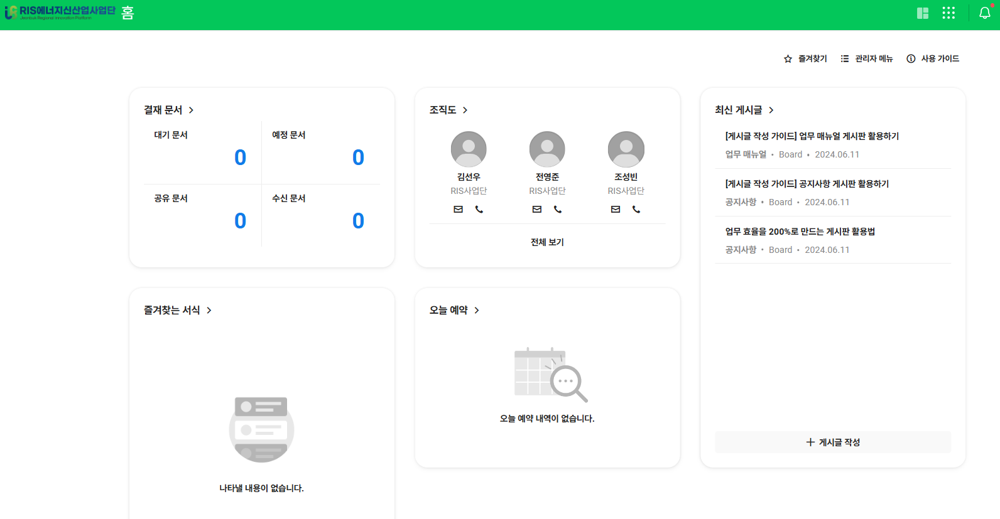 RIS에너지신산업사업단 홈
Jeonbuk Regional Innovation Platform
즐겨찾기 관리자 메뉴 사용 가이드
결재 문서
대기 문서
0
예정 문서
0
공유 문서
0
수신 문서
0
조직도
김선우
RIS사업단
전영준
RIS사업단
조성빈
RIS사업단
전체 보기
최신 게시글
[게시글 작성 가이드] 업무 매뉴얼 게시판 활용하기
업무 매뉴얼 • Board • 2024.06.11
[게시글 작성 가이드] 공지사항 게시판 활용하기
공지사항 • Board • 2024.06.11
업무 효율을 200%로 만드는 게시판 활용법
공지사항 • Board • 2024.06.11
게시글 작성
즐겨찾는 서식
나타낼 내용이 없습니다.
오늘 예약
오늘 예약 내역이 없습니다.